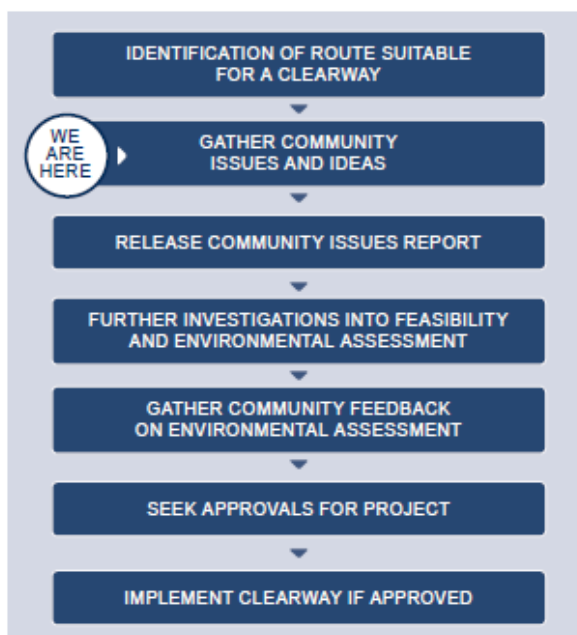 IDENTIFICATION OF ROUTE SUITABLE
FOR A CLEARWAY
WE
ARE
HERE
GATHER COMMUNITY
ISSUES AND IDEAS
RELEASE COMMUNITY ISSUES REPORT
FURTHER INVESTIGATIONS INTO FEASIBILITY
AND ENVIRONMENTAL ASSESSMENT
GATHER COMMUNITY FEEDBACK
ON ENVIRONMENTAL ASSESSMENT
SEEK APPROVALS FOR PROJECT
IMPLEMENT CLEARWAY IF APPROVED